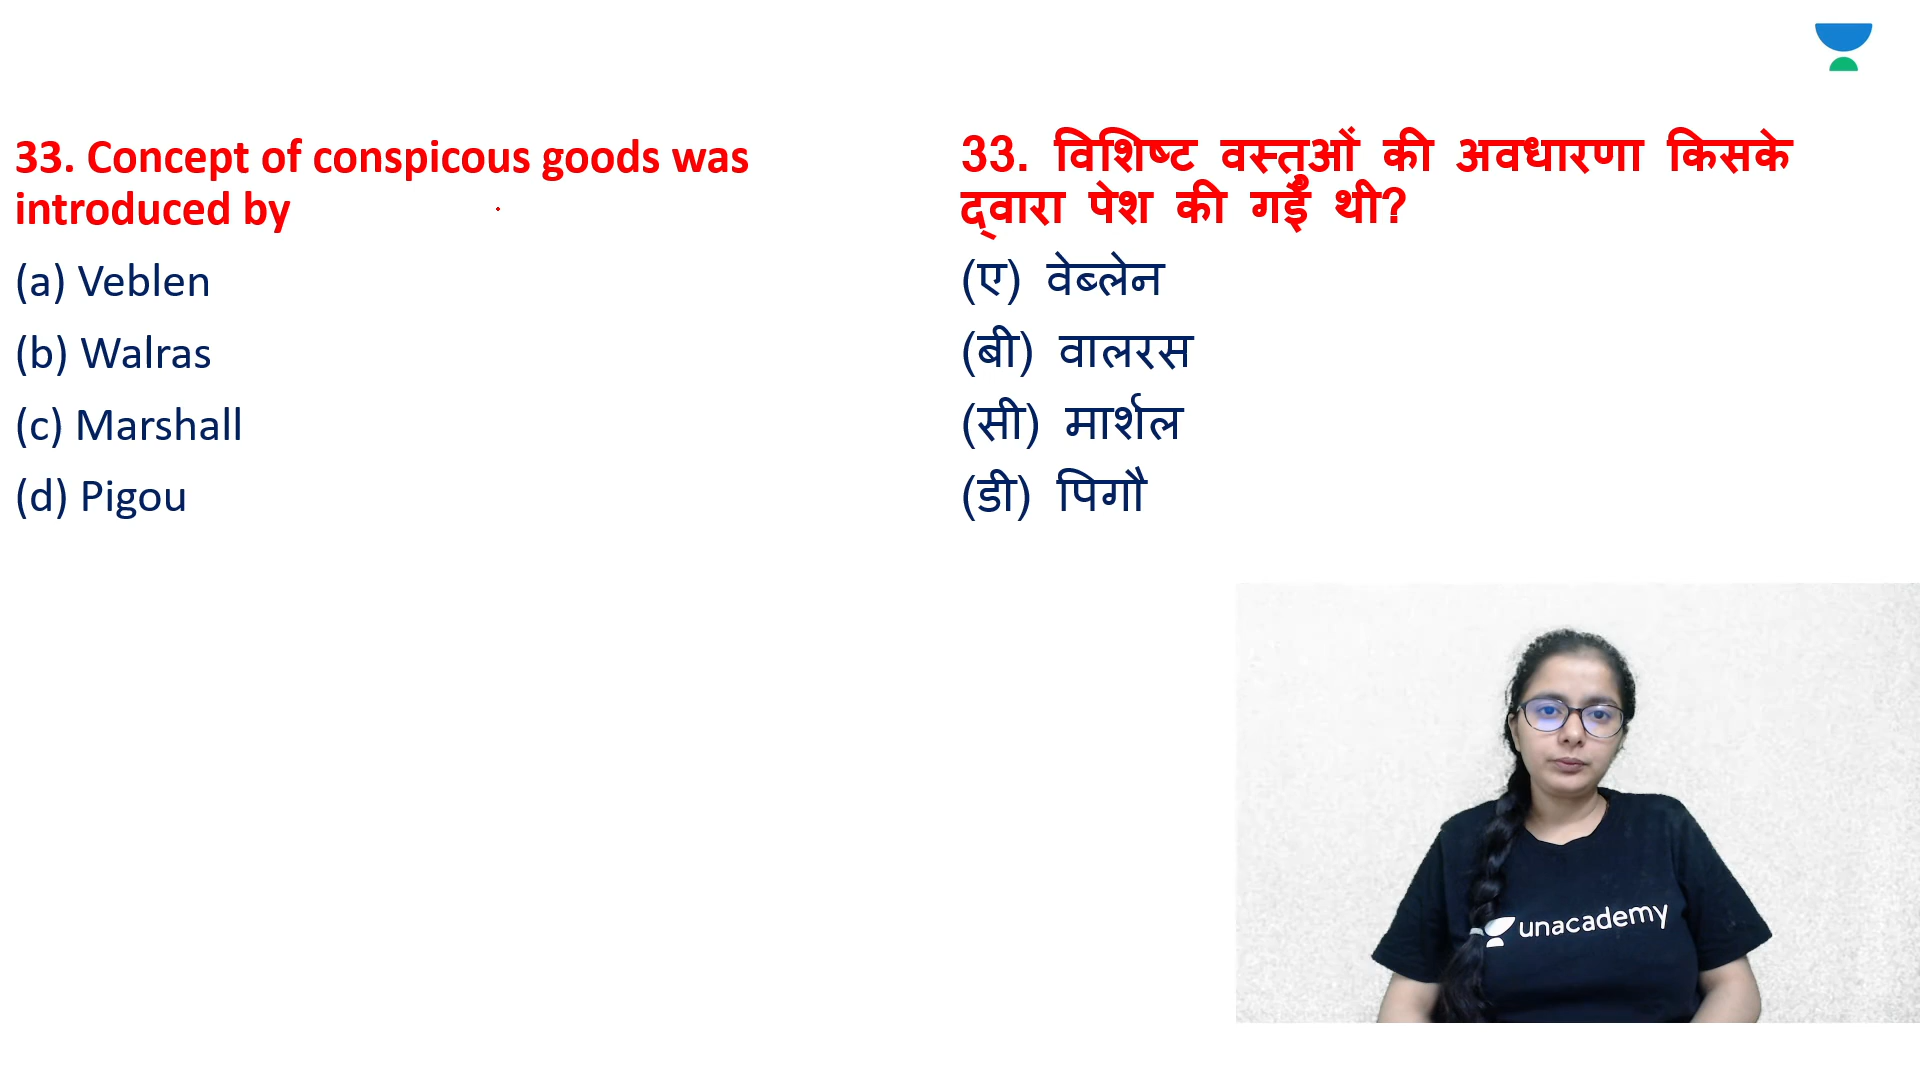 33. Concept of conspicous goods was
introduced by
(a) Veblen
(b) Walras
(c) Marshall
(d) Pigou
33. विशिष्ट वस्तुओं की अवधारणा किसके
द्वारा पेश की गईं थी?
(ए) वेब्लेन
(बी) वालरस
(सी) मार्शल
(डी) पिगौ
unacademy